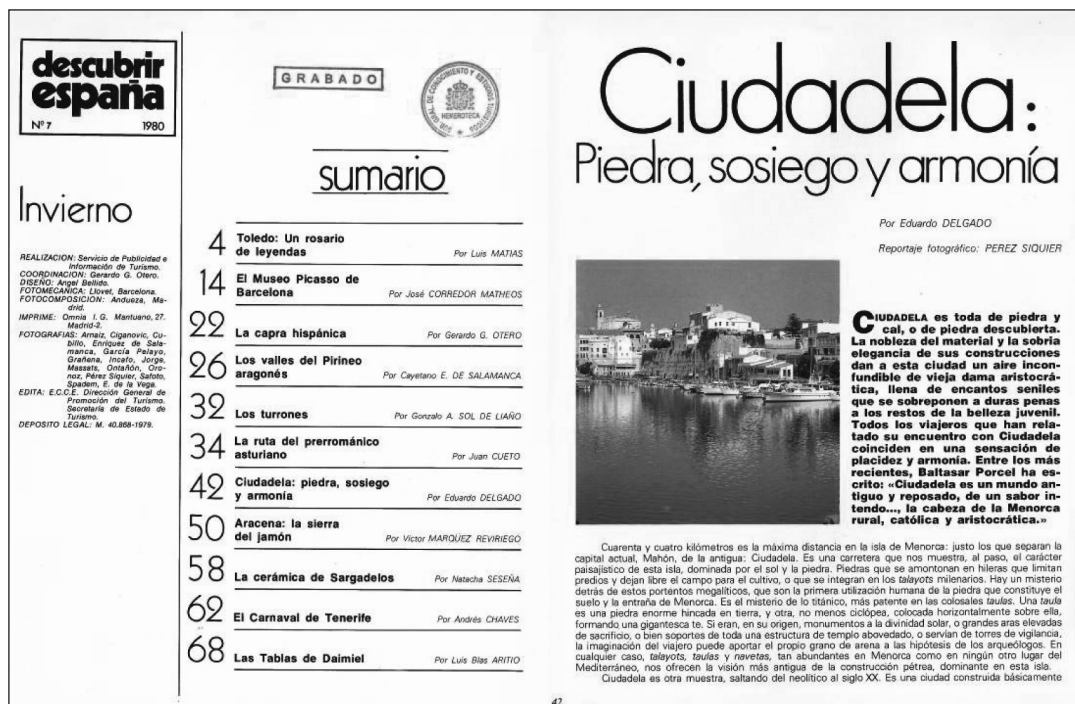 descubrir
españa
Nº 7 1980
Invierno
REALIZACION: Servicio de Publicidad e
Información de Turismo.
COORDINACION: Gerardo G. Otero.
DISEÑO: Angel Bellido.
FOTOMECANICA: Llovet, Barcelona.
FOTOCOMPOSICION: Andueza, Ma-
drid.
IMPRIME: Omnia I. G. Mantuano, 27.
Madrid-2.
FOTOGRAFIAS: Arnaiz, Ciganovic, Cu-
billo, Enríquez de Sala-
manca, García Pelayo,
Grañena, Incafo, Jorge,
Massats, Ontañón, Oro-
noz, Pérez Siquier, Safoto,
Spadem, E. de la Vega.
EDITA: E.C.C.E. Dirección General de
Promoción del Turismo.
Secretaría de Estado de
Turismo.
DEPOSITO LEGAL: M. 40.868-1979.
GRABADO
SUB. GRAL. DE CONOCIMIENTO Y ESTUDIOS TURISTICOS
HEMEROTECA
sumario
4 Toledo: Un rosario
de leyendas Por Luis MATIAS
14 El Museo Picasso de
Barcelona Por José CORREDOR MATHEOS
22 La capra hispánica Por Gerardo G. OTERO
26 Los valles del Pirineo
aragonés Por Cayetano E. DE SALAMANCA
32 Los turrones Por Gonzalo A. SOL DE LIAÑO
34 La ruta del prerrománico
asturiano Por Juan CUETO
42 Ciudadela: piedra, sosiego
y armonía Por Eduardo DELGADO
50 Aracena: la sierra
del jamón Por Víctor MARQUEZ REVIRIEGO
58 La cerámica de Sargadelos Por Natacha SESEÑA
62 El Carnaval de Tenerife Por Andrés CHAVES
68 Las Tablas de Daimiel Por Luis Blas ARITIO
Ciudadela:
Piedra, sosiego y armonía
Por Eduardo DELGADO
Reportaje fotográfico: PEREZ SIQUIER
CIUDADELA es toda de piedra y
cal, o de piedra descubierta.
La nobleza del material y la sobria
elegancia de sus construcciones
dan a esta ciudad un aire incon-
fundible de vieja dama aristocrá-
tica, llena de encantos seniles
que se sobreponen a duras penas
a los restos de la belleza juvenil.
Todos los viajeros que han rela-
tado su encuentro con Ciudadela
coinciden en una sensación de
placidez y armonía. Entre los más
recientes, Baltasar Porcel ha es-
crito: «Ciudadela es un mundo an-
tiguo y reposado, de un sabor in-
tendo..., la cabeza de la Menorca
rural, católica y aristocrática.»
Cuarenta y cuatro kilómetros es la máxima distancia en la isla de Menorca: justo los que separan la
capital actual, Mahón, de la antigua: Ciudadela. Es una carretera que nos muestra, al paso, el carácter
paisajístico de esta isla, dominada por el sol y la piedra. Piedras que se amontonan en hileras que limitan
predios y dejan libre el campo para el cultivo, o que se integran en los talayots milenarios. Hay un misterio
detrás de estos portentos megalíticos, que son la primera utilización humana de la piedra que constituye el
suelo y la entraña de Menorca. Es el misterio de lo titánico, más patente en las colosales taulas. Una taula
es una piedra enorme hincada en tierra, y otra, no menos ciclópea, colocada horizontalmente sobre ella,
formando una gigantesca te. Si eran, en su origen, monumentos a la divinidad solar, o grandes aras elevadas
de sacrificio, o bien soportes de toda una estructura de templo abovedado, o servían de torres de vigilancia,
la imaginación del viajero puede aportar el propio grano de arena a las hipótesis de los arqueólogos. En
cualquier caso, talayots, taulas y navetas, tan abundantes en Menorca como en ningún otro lugar del
Mediterráneo, nos ofrecen la visión más antigua de la construcción pétrea, dominante en esta isla.
Ciudadela es otra muestra, saltando del neolítico al siglo XX. Es una ciudad construida básicamente
42